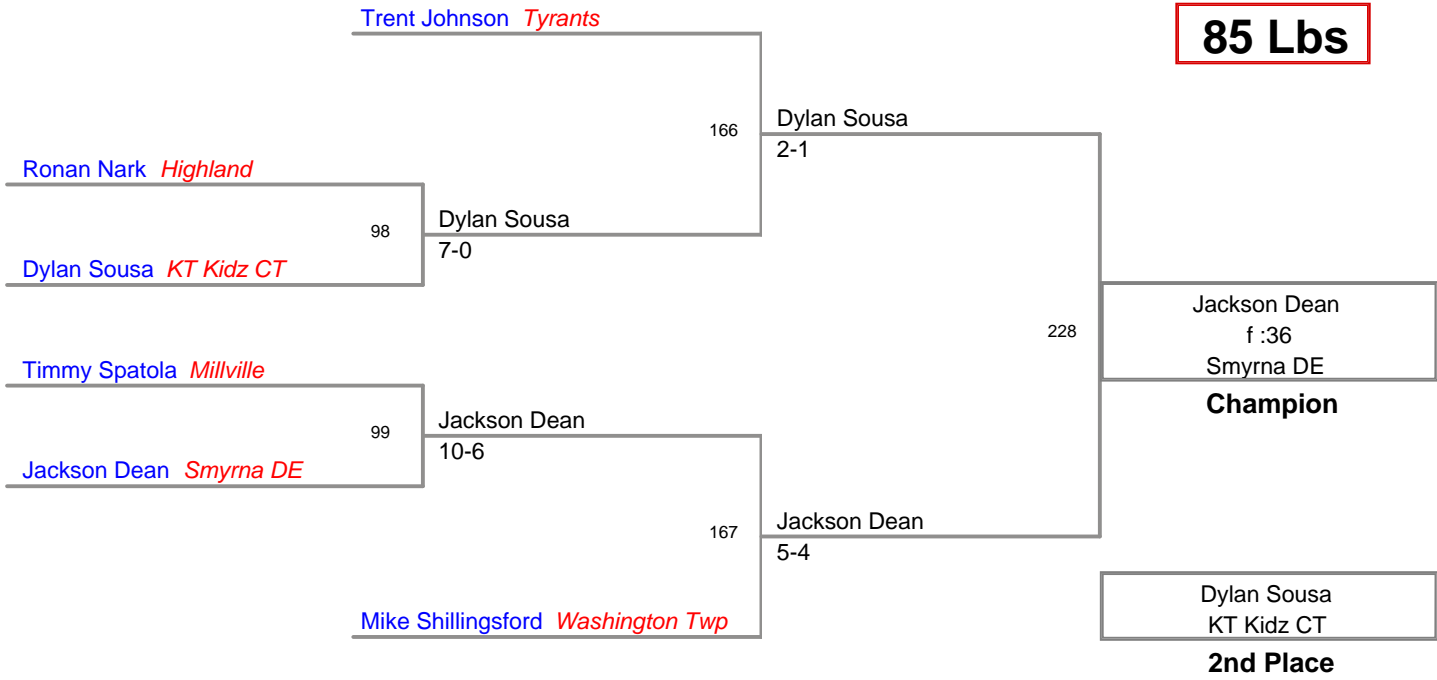 Trent Johnson Tyrants
85 Lbs
166
Dylan Sousa
2-1
Ronan Nark Highland
98
Dylan Sousa
7-0
Dylan Sousa KT Kidz CT
228
Jackson Dean
f :36
Smyrna DE
Champion
Timmy Spatola Millville
99
Jackson Dean
10-6
Jackson Dean Smyrna DE
167
Jackson Dean
5-4
Mike Shillingsford Washington Twp
Dylan Sousa
KT Kidz CT
2nd Place